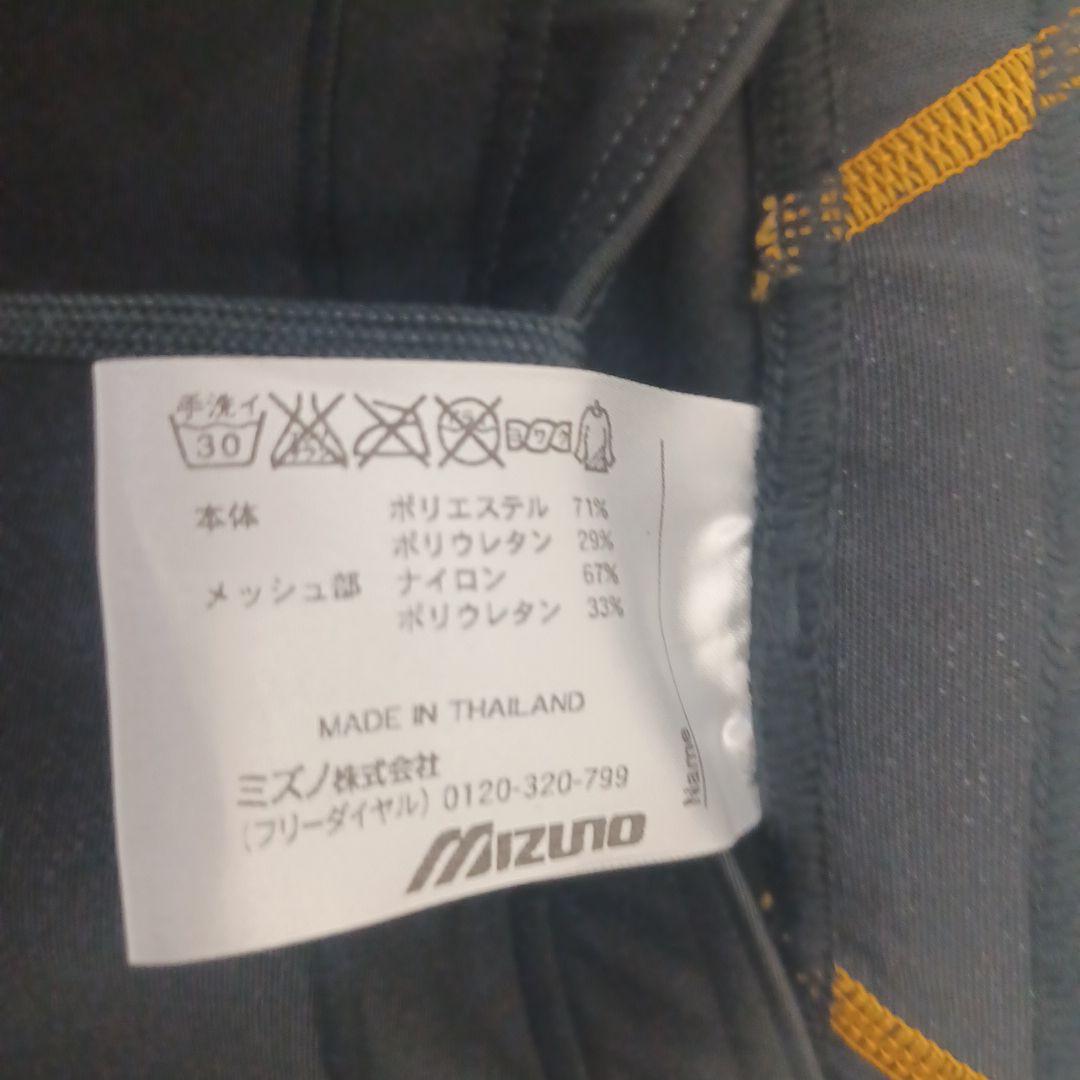 手洗イ
30
本体 ポリエステル 71%
ポリウレタン 29%
メッシュ部 ナイロン 67%
ポリウレタン 33%
MADE IN THAILAND
ミズノ株式会社
(フリーダイヤル) 0120-320-799
MIZUNO
Name